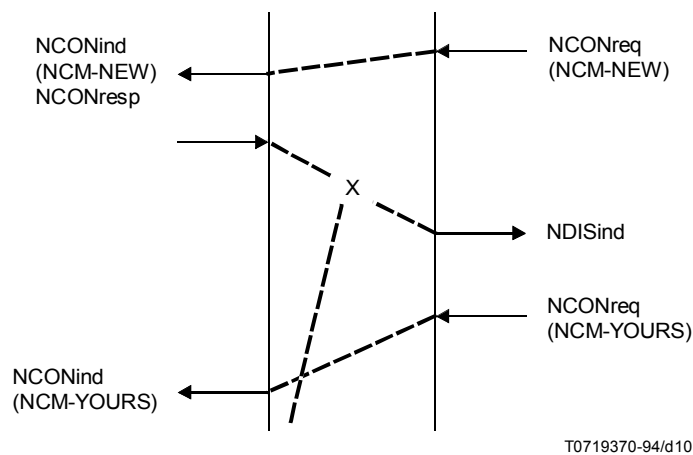 NCONind
(NCM-NEW)
NCONresp
NCONreq
(NCM-NEW)
X
NDISind
NCONreq
(NCM-YOURS)
NCONind
(NCM-YOURS)
T0719370-94/d10